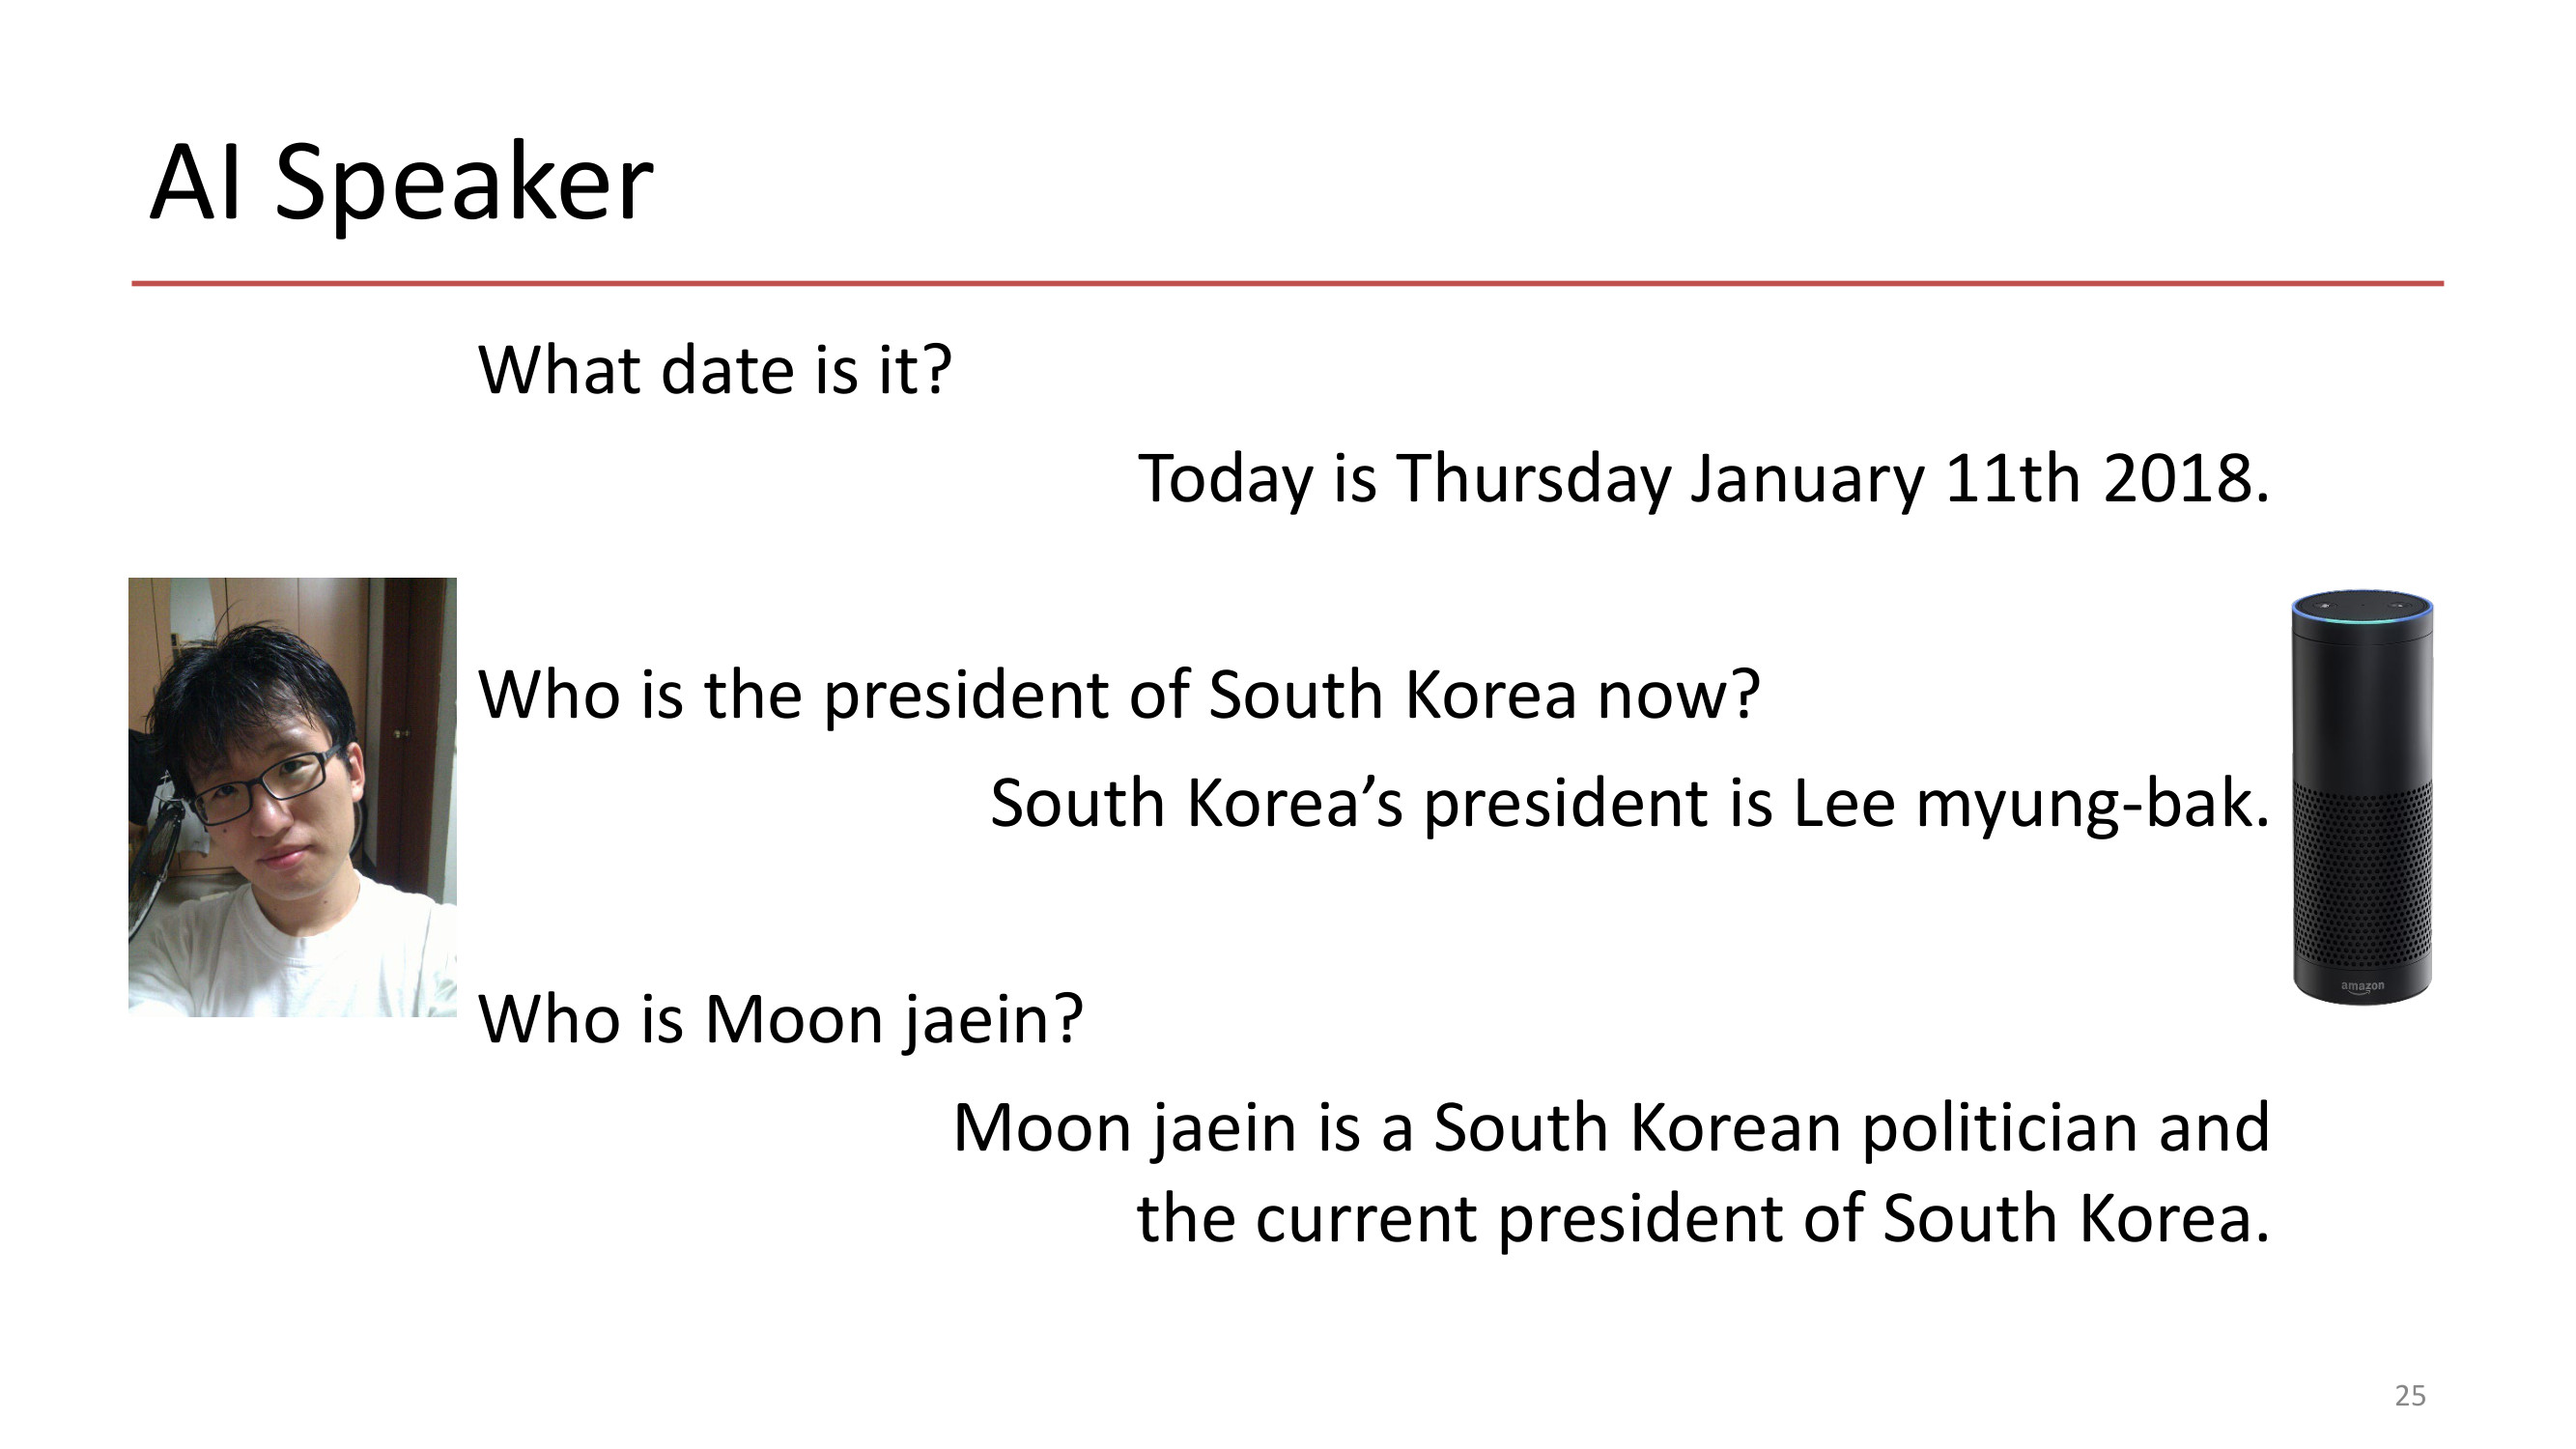 AI Speaker
What date is it?
Today is Thursday January 11th 2018.
Who is the president of South Korea now?
South Korea’s president is Lee myung-bak.
amazon
Who is Moon jaein?
Moon jaein is a South Korean politician and
the current president of South Korea.
25